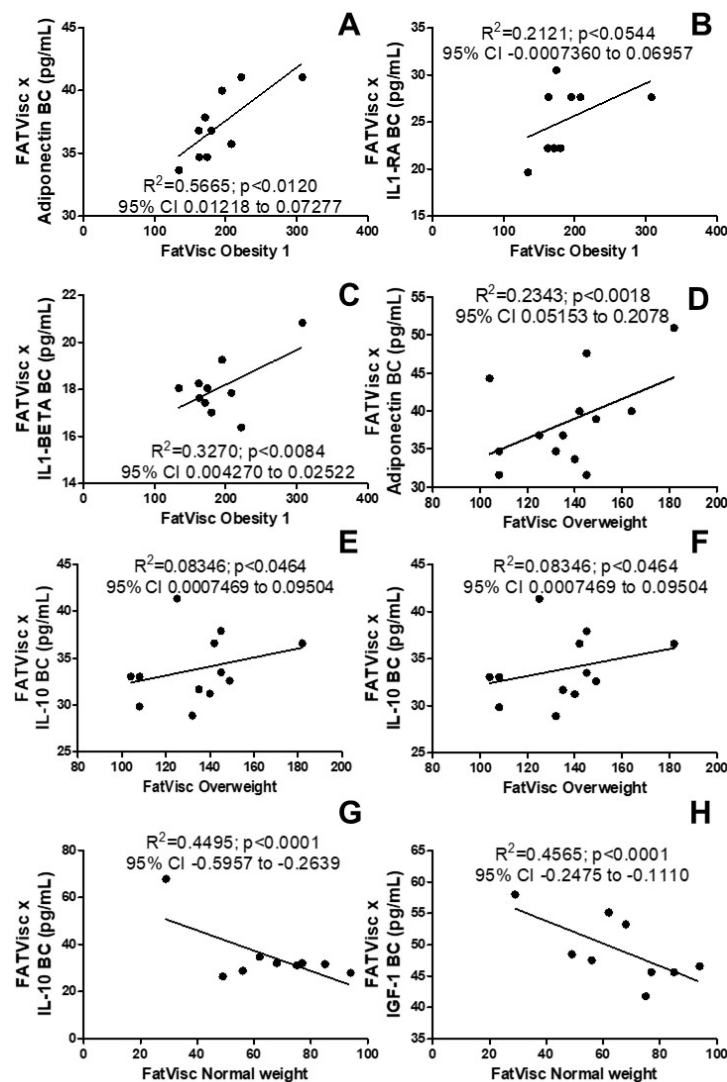 A
R²=0.5665; p<0.0120
95% CI 0.01218 to 0.07277
FATVisc x
Adiponectin BC (pg/mL)
45
40
35
30
0 100 200 300 400
FatVisc Obesity 1
B
R²=0.2121; p<0.0544
95% CI -0.0007360 to 0.06957
FATVisc x
IL1-RA BC (pg/mL)
35
30
25
20
15
0 100 200 300 400
FatVisc Obesity 1
C
R²=0.3270; p<0.0084
95% CI 0.004270 to 0.02522
FATVisc x
IL1-BETA BC (pg/mL)
22
20
18
16
14
0 100 200 300 400
FatVisc Obesity 1
D
R²=0.2343; p<0.0018
95% CI 0.05153 to 0.2078
FATVisc x
Adiponectin BC (pg/mL)
55
50
45
40
35
30
25
80 100 120 140 160 180 200
FatVisc Overweight
E
R²=0.08346; p<0.0464
95% CI 0.0007469 to 0.09504
FATVisc x
IL-10 BC (pg/mL)
45
40
35
30
25
80 100 120 140 160 180 200
FatVisc Overweight
F
R²=0.08346; p<0.0464
95% CI 0.0007469 to 0.09504
FATVisc x
IL-10 BC (pg/mL)
45
40
35
30
25
80 100 120 140 160 180 200
FatVisc Overweight
G
R²=0.4495; p<0.0001
95% CI -0.5957 to -0.2639
FATVisc x
IL-10 BC (pg/mL)
80
60
40
20
0
0 20 40 60 80 100
FatVisc Normal weight
H
R²=0.4565; p<0.0001
95% CI -0.2475 to -0.1110
FATVisc x
IGF-1 BC (pg/mL)
65
60
55
50
45
40
35
0 20 40 60 80 100
FatVisc Normal weight